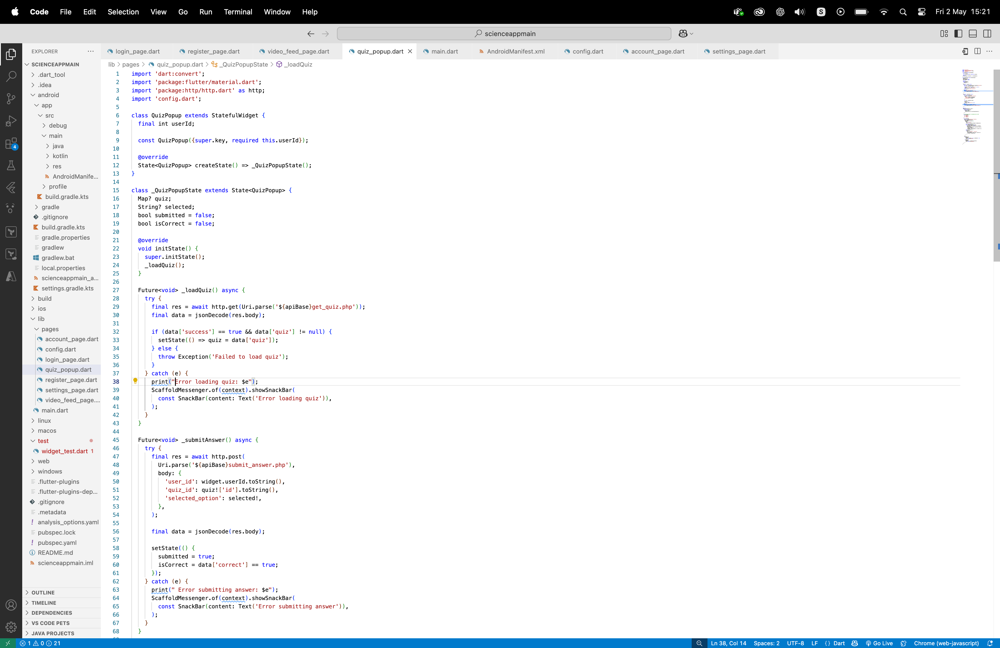 Code File Edit Selection View Go Run Terminal Window Help
S
Fri 2 May 15:21
scienceappmain
EXPLORER
login_page.dart
register_page.dart
video_feed_page.dart
quiz_popup.dart
main.dart
AndroidManifest.xml
config.dart
account_page.dart
settings_page.dart
lib > pages > quiz_popup.dart > _QuizPopupState > _loadQuiz
SCIENCEAPPMAIN
.dart_tool
.idea
android
app
src
debug
main
java
kotlin
res
AndroidManife...
profile
build.gradle.kts
gradle
.gitignore
build.gradle.kts
gradle.properties
gradlew
gradlew.bat
local.properties
scienceappmain_a...
settings.gradle.kts
build
ios
lib
pages
account_page.dart
config.dart
login_page.dart
quiz_popup.dart
register_page.dart
settings_page.dart
video_feed_page....
main.dart
linux
macos
test
widget_test.dart 1
web
windows
.flutter-plugins
.flutter-plugins-dep...
.gitignore
.metadata
analysis_options.yaml
pubspec.lock
pubspec.yaml
README.md
scienceappmain.iml
OUTLINE
TIMELINE
DEPENDENCIES
VS CODE PETS
JAVA PROJECTS
4
1 import 'dart:convert';
2 import 'package:flutter/material.dart';
3 import 'package:http/http.dart' as http;
4 import 'config.dart';
5
6 class QuizPopup extends StatefulWidget {
7 final int userId;
8
9 const QuizPopup({super.key, required this.userId});
10
11 @override
12 State<QuizPopup> createState() => _QuizPopupState();
13 }
14
15 class _QuizPopupState extends State<QuizPopup> {
16 Map? quiz;
17 String? selected;
18 bool submitted = false;
19 bool isCorrect = false;
20
21 @override
22 void initState() {
23 super.initState();
24 _loadQuiz();
25 }
26
27 Future<void> _loadQuiz() async {
28 try {
29 final res = await http.get(Uri.parse('${apiBase}get_quiz.php'));
30 final data = jsonDecode(res.body);
31
32 if (data['success'] == true && data['quiz'] != null) {
33 setState(() => quiz = data['quiz']);
34 } else {
35 throw Exception('Failed to load quiz');
36 }
37 } catch (e) {
38 print("Error loading quiz: $e");
39 ScaffoldMessenger.of(context).showSnackBar(
40 const SnackBar(content: Text('Error loading quiz')),
41 );
42 }
43 }
44
45 Future<void> _submitAnswer() async {
46 try {
47 final res = await http.post(
48 Uri.parse('${apiBase}submit_answer.php'),
49 body: {
50 'user_id': widget.userId.toString(),
51 'quiz_id': quiz!['id'].toString(),
52 'selected_option': selected!,
53 },
54 );
55
56 final data = jsonDecode(res.body);
57
58 setState(() {
59 submitted = true;
60 isCorrect = data['correct'] == true;
61 });
62 } catch (e) {
63 print(" Error submitting answer: $e");
64 ScaffoldMessenger.of(context).showSnackBar(
65 const SnackBar(content: Text('Error submitting answer')),
66 );
67 }
68 }
1 0 21
Ln 38, Col 14 Spaces: 2 UTF-8 LF {} Dart Go Live Chrome (web-javascript)